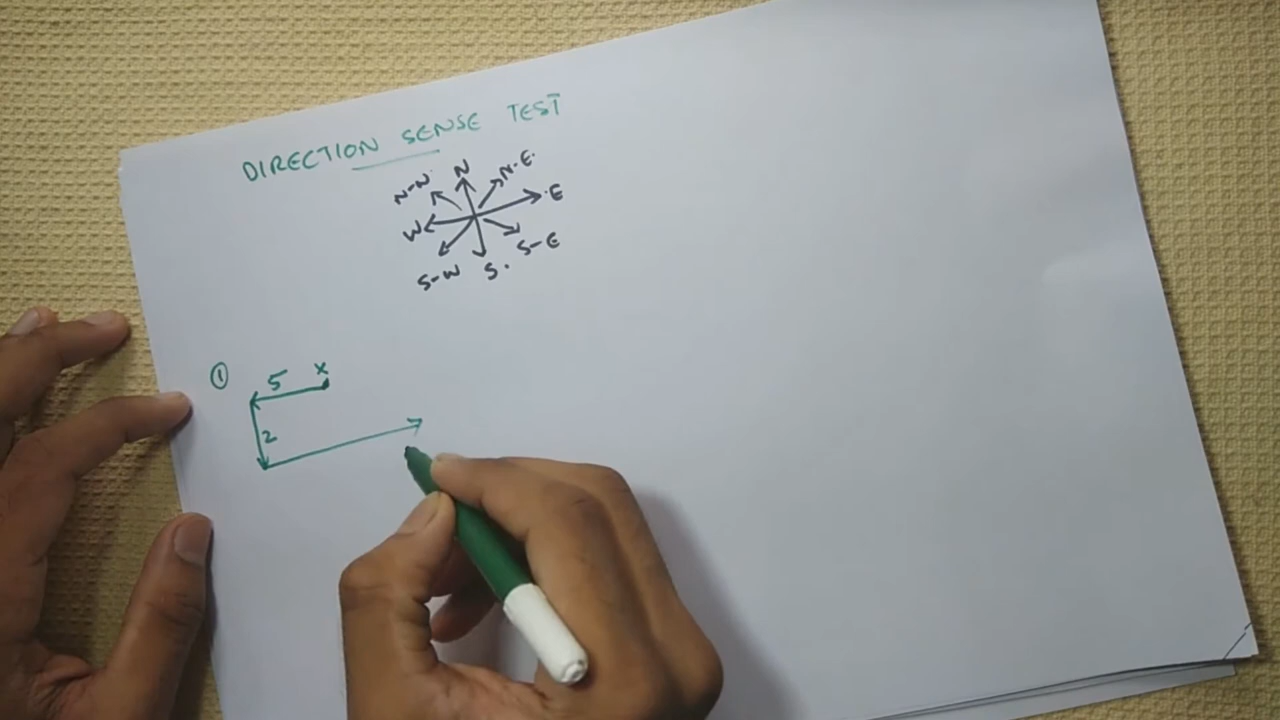 DIRECTION SENSE TEST
N-W. N N.E.
W .E
S-W S. S-E
① 5 x
2